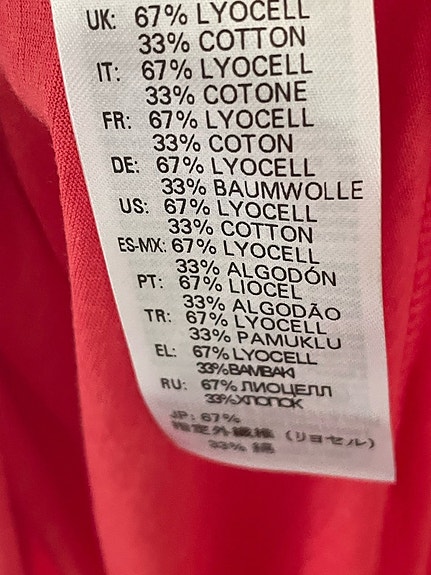 UK: 67% LYOCELL
33% COTTON
IT: 67% LYOCELL
33% COTONE
FR: 67% LYOCELL
33% COTON
DE: 67% LYOCELL
33% BAUMWOLLE
US: 67% LYOCELL
33% COTTON
ES-MX: 67% LYOCELL
33% ALGODÓN
PT: 67% LIOCEL
33% ALGODÃO
TR: 67% LYOCELL
33% PAMUKLU
EL: 67% LYOCELL
33% ΒΑΜΒΑΚΙ
RU: 67% ЛИОЦЕЛЛ
33% ХЛОПОК
JP: 67%
指定外繊維（リヨセル）
33% 綿